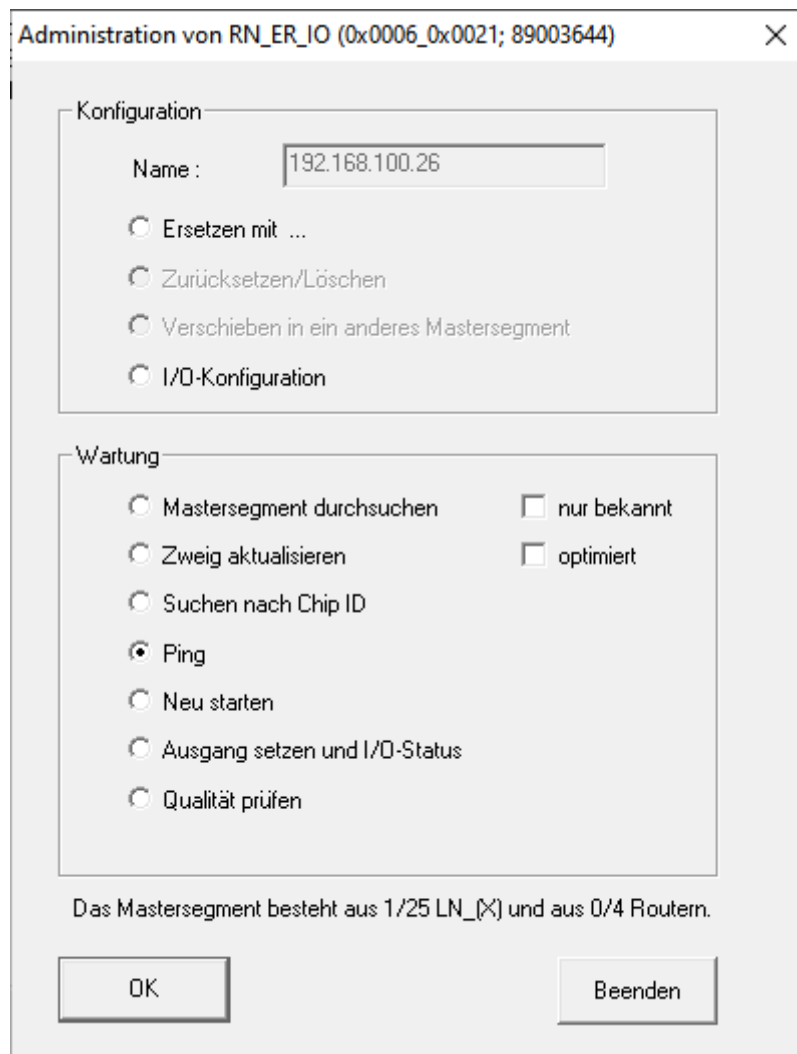 Administration von RN_ER_IO (0x0006_0x0021; 89003644)
Konfiguration
Name : 192.168.100.26
Ersetzen mit ...
Zurücksetzen/Löschen
Verschieben in ein anderes Mastersegment
I/O-Konfiguration
Wartung
Mastersegment durchsuchen nur bekannt
Zweig aktualisieren optimiert
Suchen nach Chip ID
Ping
Neu starten
Ausgang setzen und I/O-Status
Qualität prüfen
Das Mastersegment besteht aus 1/25 LN_(X) und aus 0/4 Routern.
OK Beenden